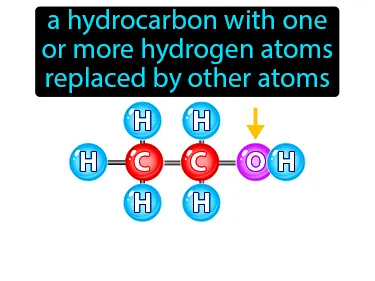 a hydrocarbon with one
or more hydrogen atoms
replaced by other atoms
H H
H C C O H
H H